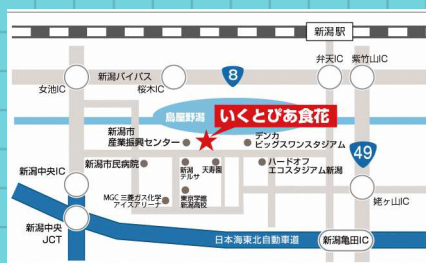 新潟駅
弁天IC
紫竹山IC
女池IC
新潟バイパス
桜木IC
8
鳥屋野潟
いくとぴあ食花
新潟市
産業振興センター
デンカ
ビッグスワンスタジアム
49
新潟中央IC
新潟市民病院
新潟
テルサ
天寿園
ハードオフ
エコスタジアム新潟
MGC 三菱ガス化学
アイスアリーナ
東京学館
新潟高校
姥ヶ山IC
新潟中央
JCT
日本海東北自動車道
新潟亀田IC